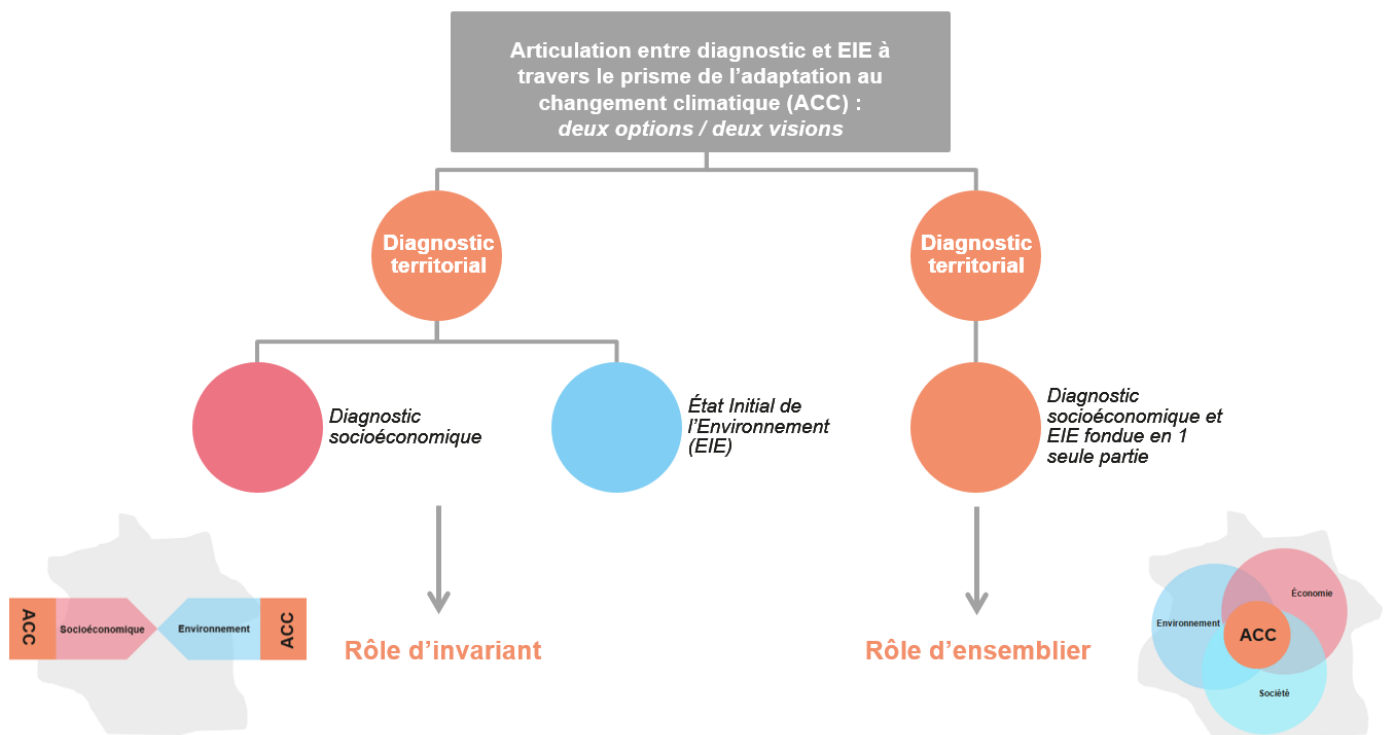 Articulation entre diagnostic et EIE à
travers le prisme de l'adaptation au
changement climatique (ACC) :
deux options / deux visions
Diagnostic
territorial
Diagnostic
territorial
Diagnostic
socioéconomique
État Initial de
l'Environnement
(EIE)
Diagnostic
socioéconomique et
EIE fondue en 1
seule partie
ACC
Socioéconomique
Environnement
ACC
Rôle d'invariant
Rôle d'ensemblier
Économie
Environnement
ACC
Société